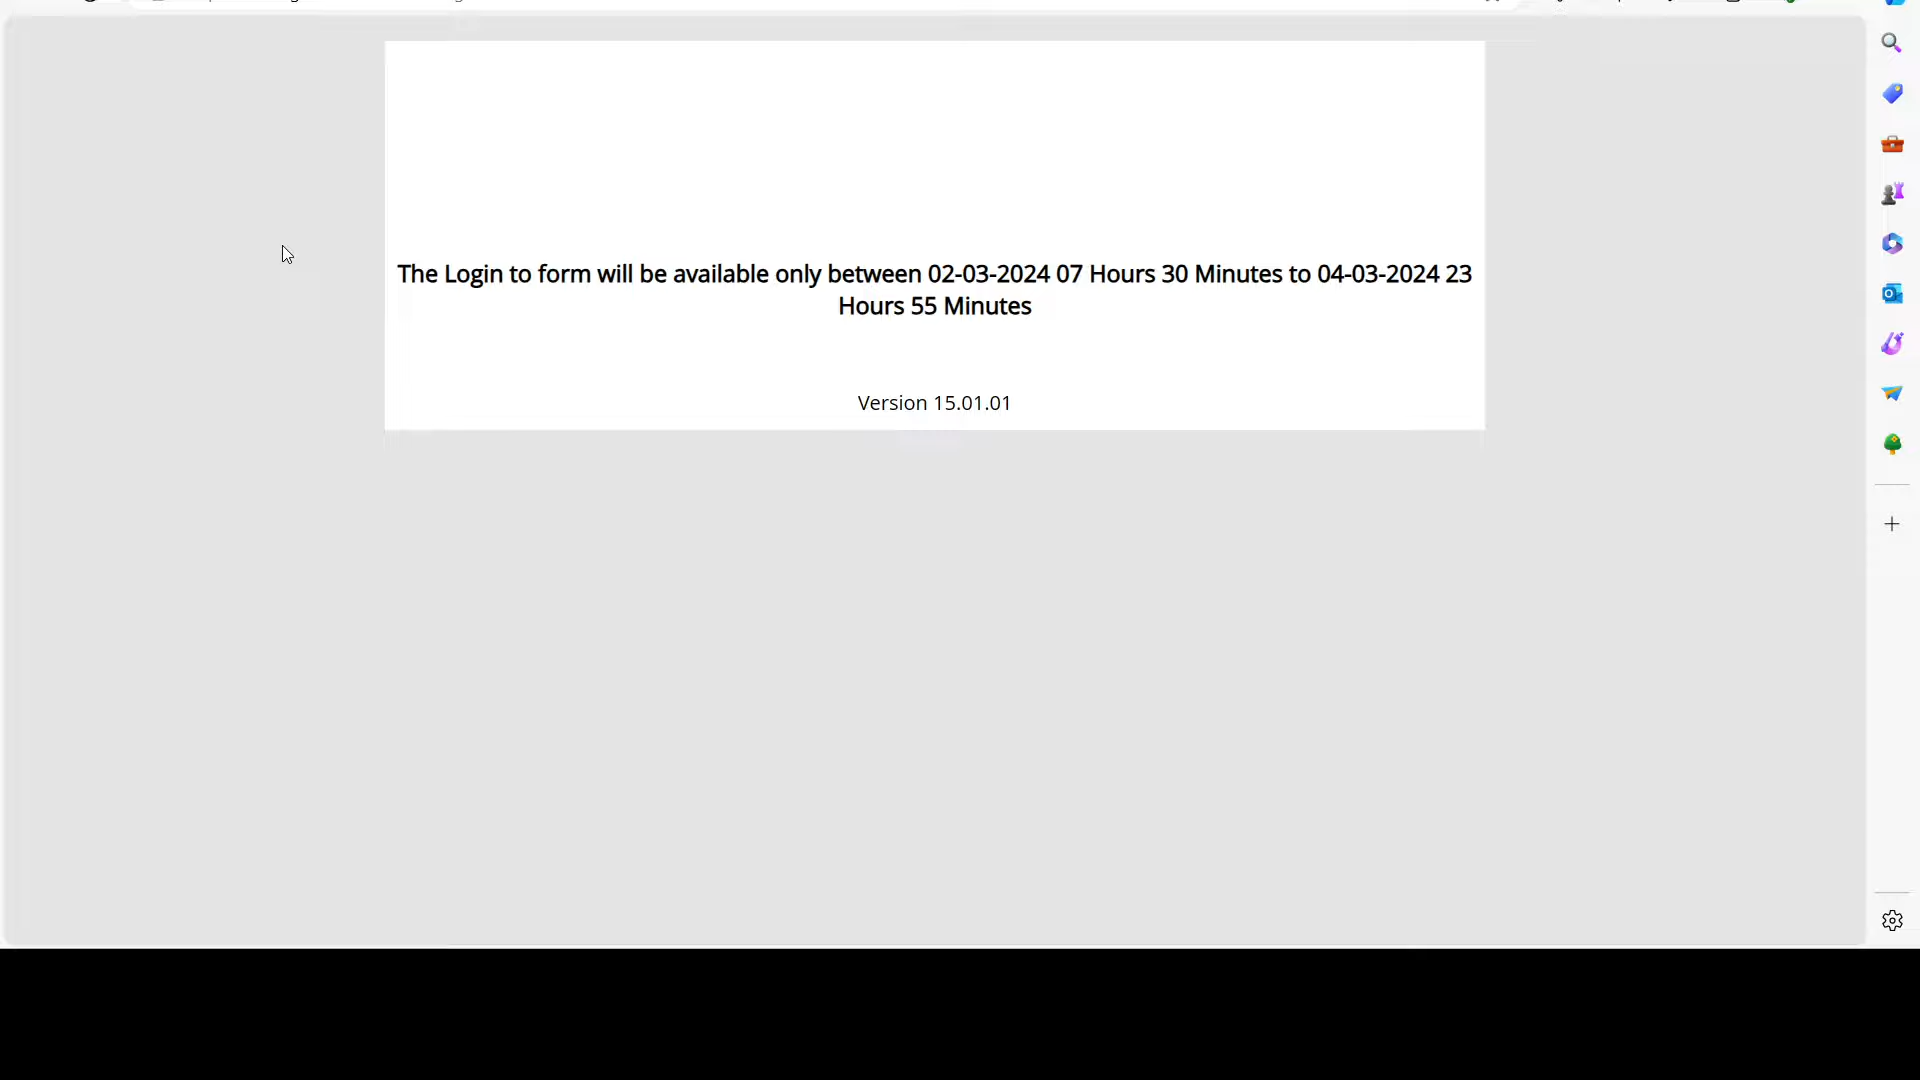 The Login to form will be available only between 02-03-2024 07 Hours 30 Minutes to 04-03-2024 23
Hours 55 Minutes
Version 15.01.01